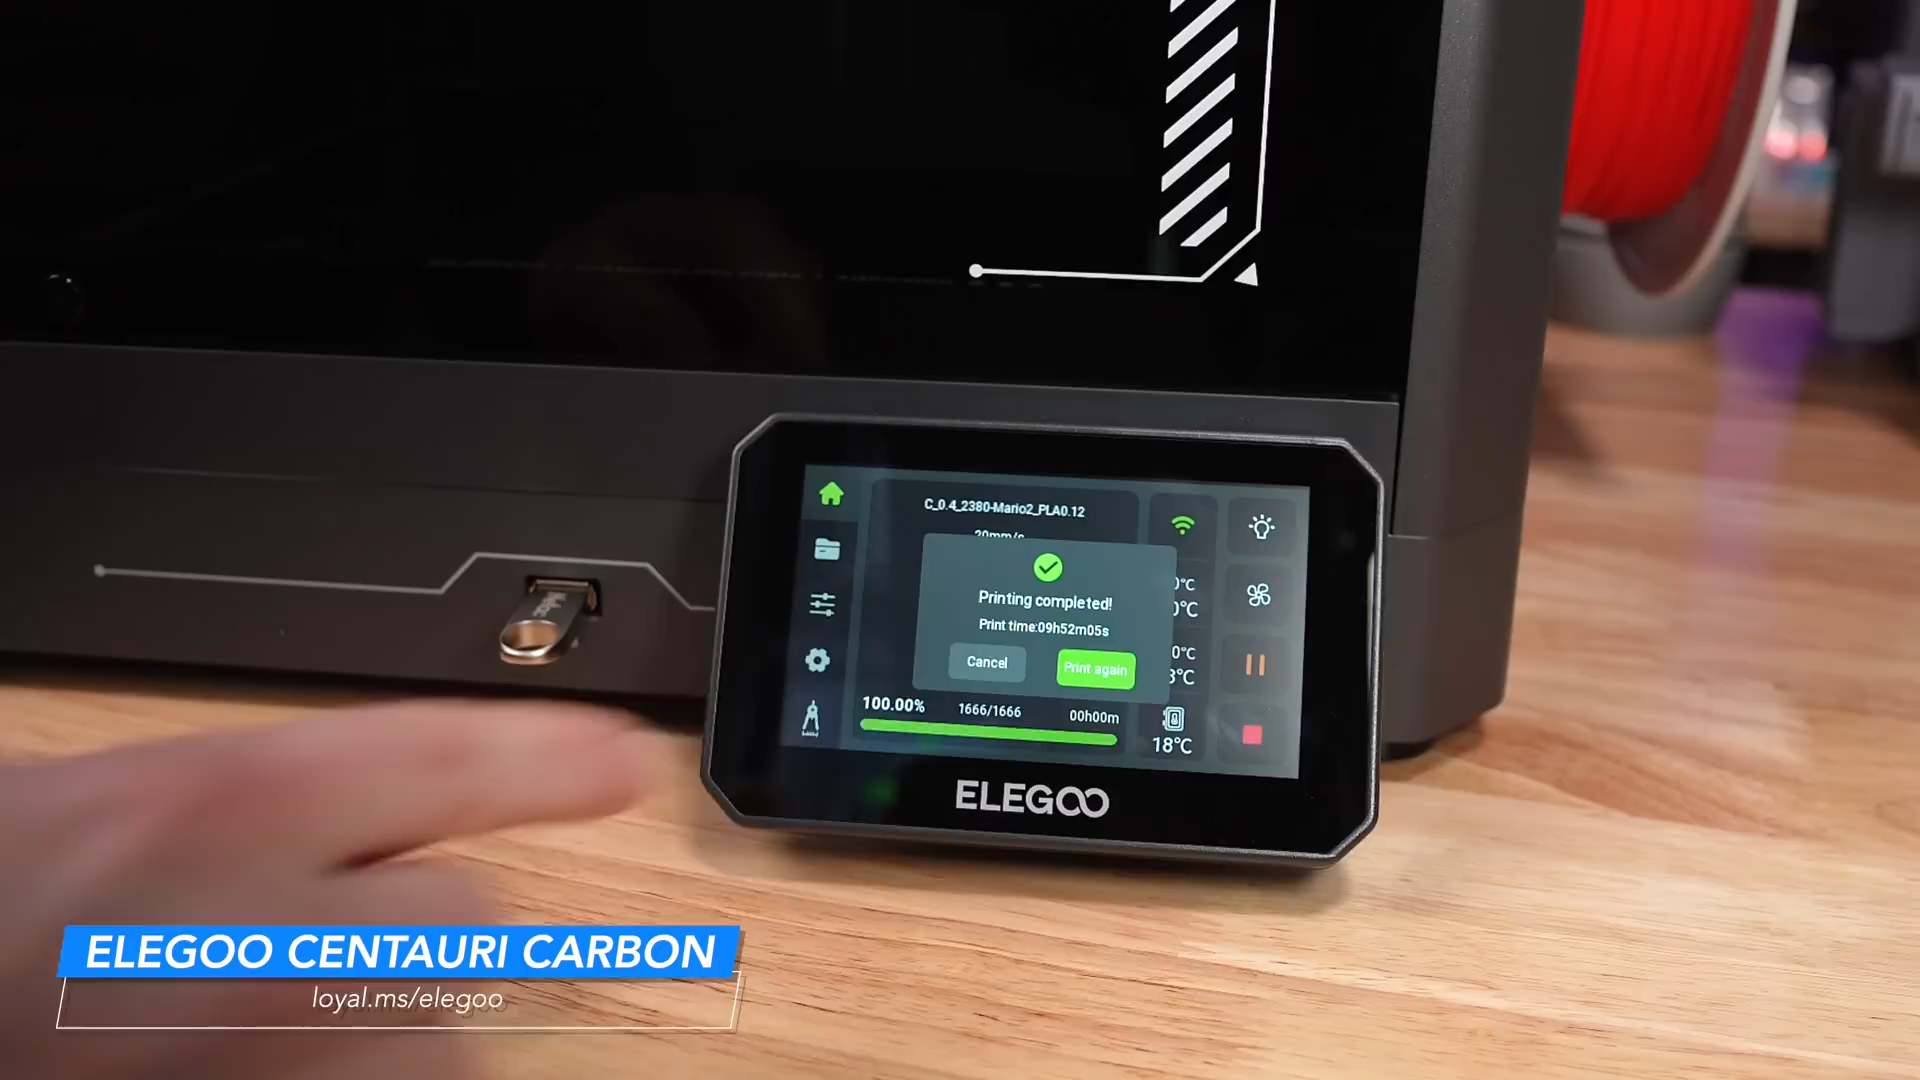 C_0.4_2380-Mario2_PLA0.12
20mm/s
Printing completed!
Print time:09h52m05s
Cancel
Print again
100.00%
1666/1666
00h00m
18°C
ELEGOO
ELEGOO CENTAURI CARBON
loyal.ms/elegoo